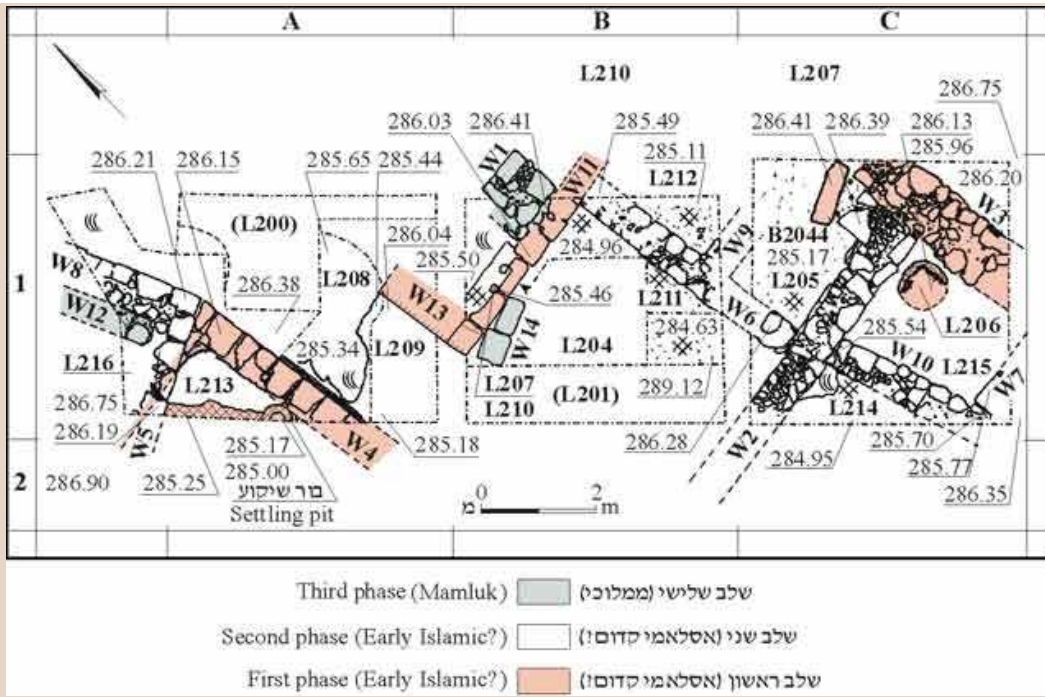 A B C
L210 L207
286.75
286.03 286.41 285.49 286.41 286.39 286.13
286.21 286.15 285.65 285.44 285.11 285.96
W1 W11 L212 286.20
(L200) W3
286.04 W9 B2044
W8 L208 285.50 284.96 285.17
1 286.38 L205 1
W12 W13 285.46 L211 W6 L206
285.34 L209 W14 L204 284.63 285.54 W10
L216 L215
L213 L207 289.12 W7
286.75 L210 (L201) L214
286.19 W5 W4 W2
285.17 285.18 286.28 285.70
2 286.90 285.25 285.00 284.95 285.77
בור שיקוע 0 2 286.35
Settling pit מ m
Third phase (Mamluk) שלב שלישי (ממלוכי)
Second phase (Early Islamic?) שלב שני (אסלאמי קדום?)
First phase (Early Islamic?) שלב ראשון (אסלאמי קדום?)